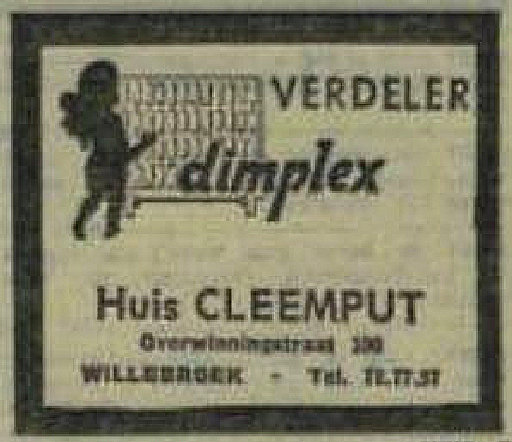 VERDELER
dimplex
Huis CLEEMPUT
Overwinningstraat
WILLEBROEK - Tel.